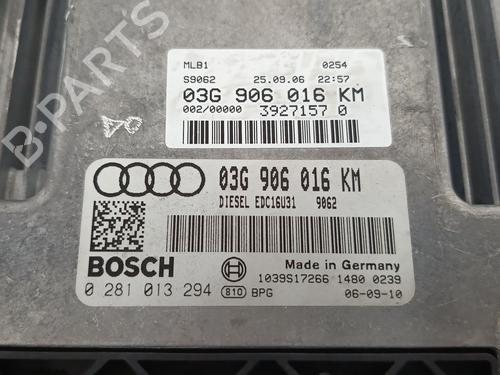 MLB1 0254
S9062 25.09.06 22:57
03G 906 016 KM
002/00000 3927157 0
03G 906 016 KM
DIESEL EDC16U31 9062
BOSCH
Made in Germany
1039S17266 1480 0239
0 281 013 294 810 BPG 06-09-10
B-PARTS